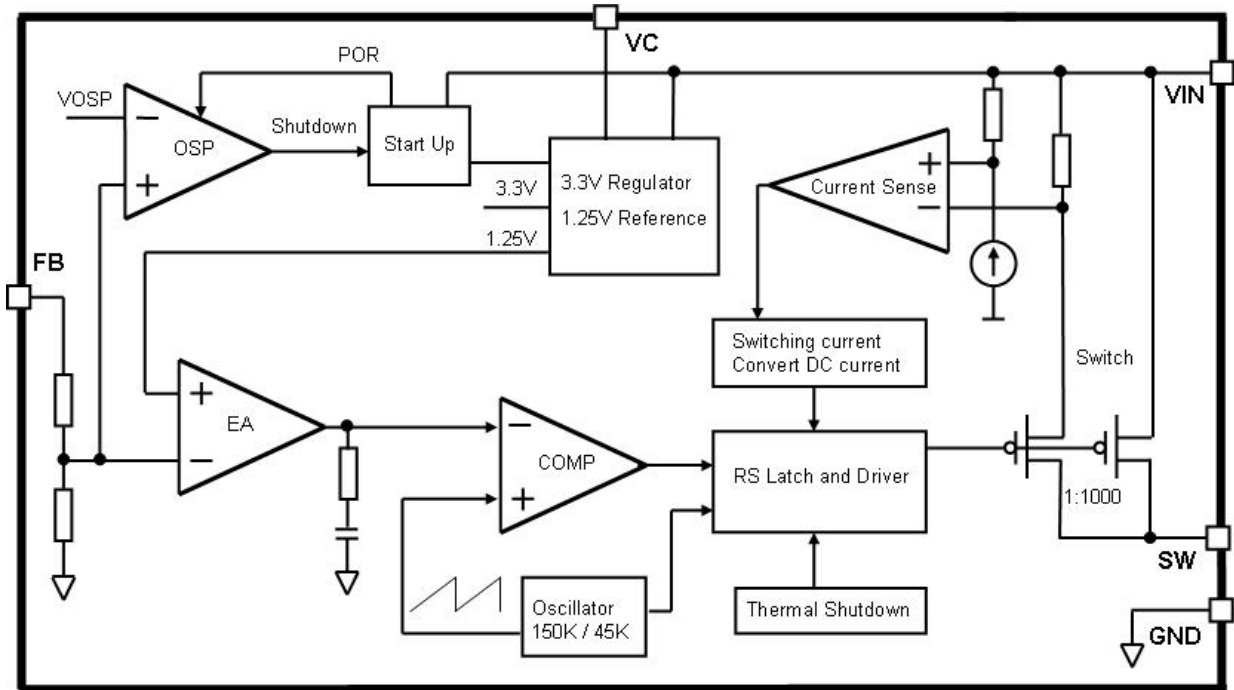 VC
POR
VIN
VOSP
−
OSP
+
Shutdown
Start Up
3.3V
3.3V Regulator
1.25V Reference
1.25V
+
Current Sense
−
FB
Switching current
Convert DC current
Switch
+
EA
−
−
COMP
+
RS Latch and Driver
1:1000
SW
Oscillator
150K / 45K
Thermal Shutdown
GND